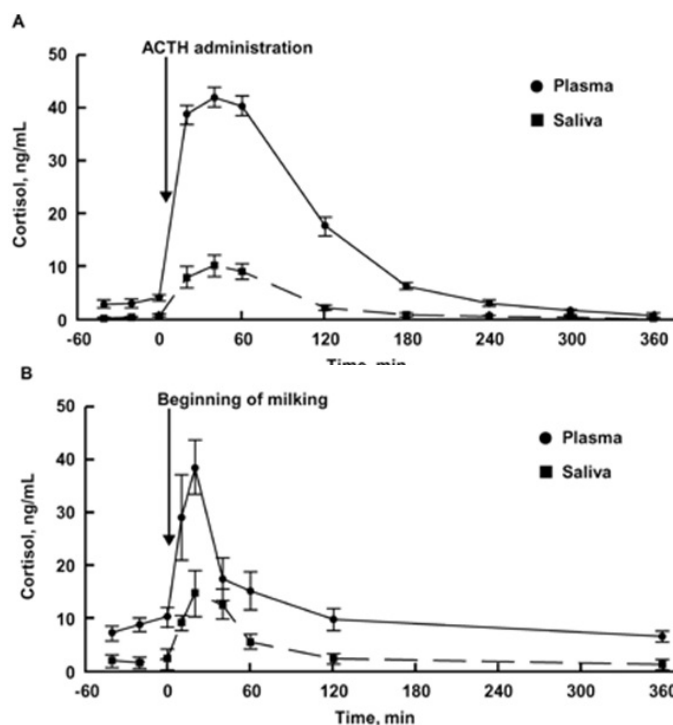 A
ACTH administration
50
Plasma
40
Saliva
30
Cortisol, ng/mL
20
10
0
-60 0 60 120 180 240 300 360
Time, min
B
Beginning of milking
50
Plasma
40
Saliva
30
Cortisol, ng/mL
20
10
0
-60 0 60 120 180 240 300 360
Time, min